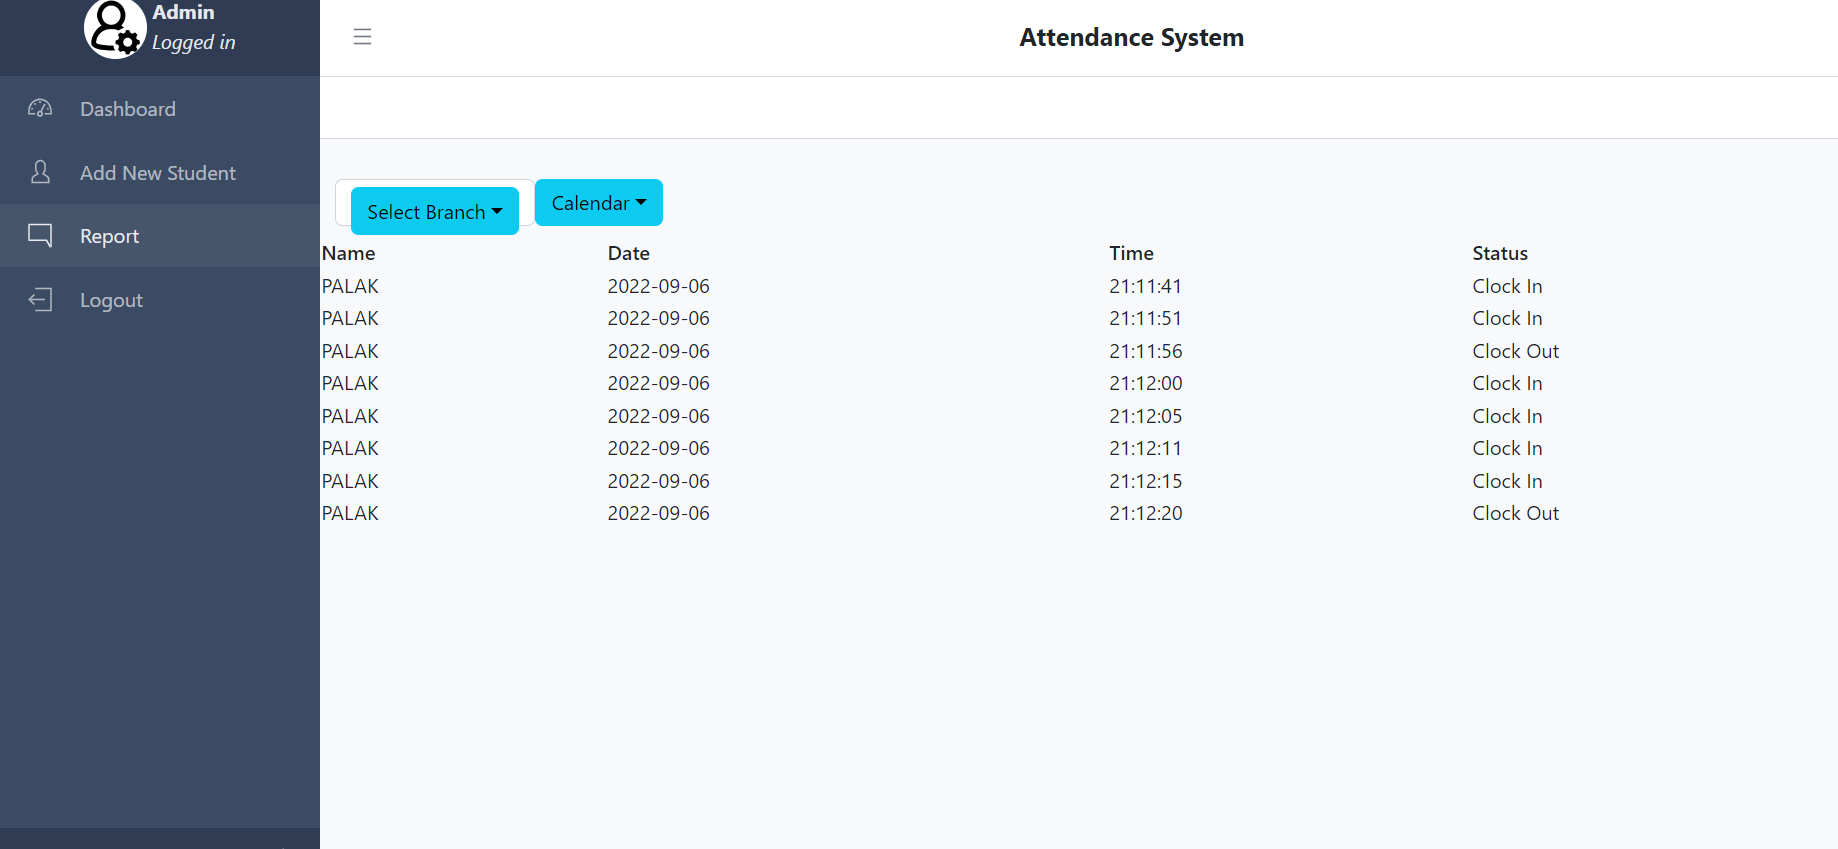 Admin
Logged in
Attendance System
Dashboard
Add New Student
Report
Logout
Select Branch
Calendar
Name Date Time Status
PALAK 2022-09-06 21:11:41 Clock In
PALAK 2022-09-06 21:11:51 Clock In
PALAK 2022-09-06 21:11:56 Clock Out
PALAK 2022-09-06 21:12:00 Clock In
PALAK 2022-09-06 21:12:05 Clock In
PALAK 2022-09-06 21:12:11 Clock In
PALAK 2022-09-06 21:12:15 Clock In
PALAK 2022-09-06 21:12:20 Clock Out